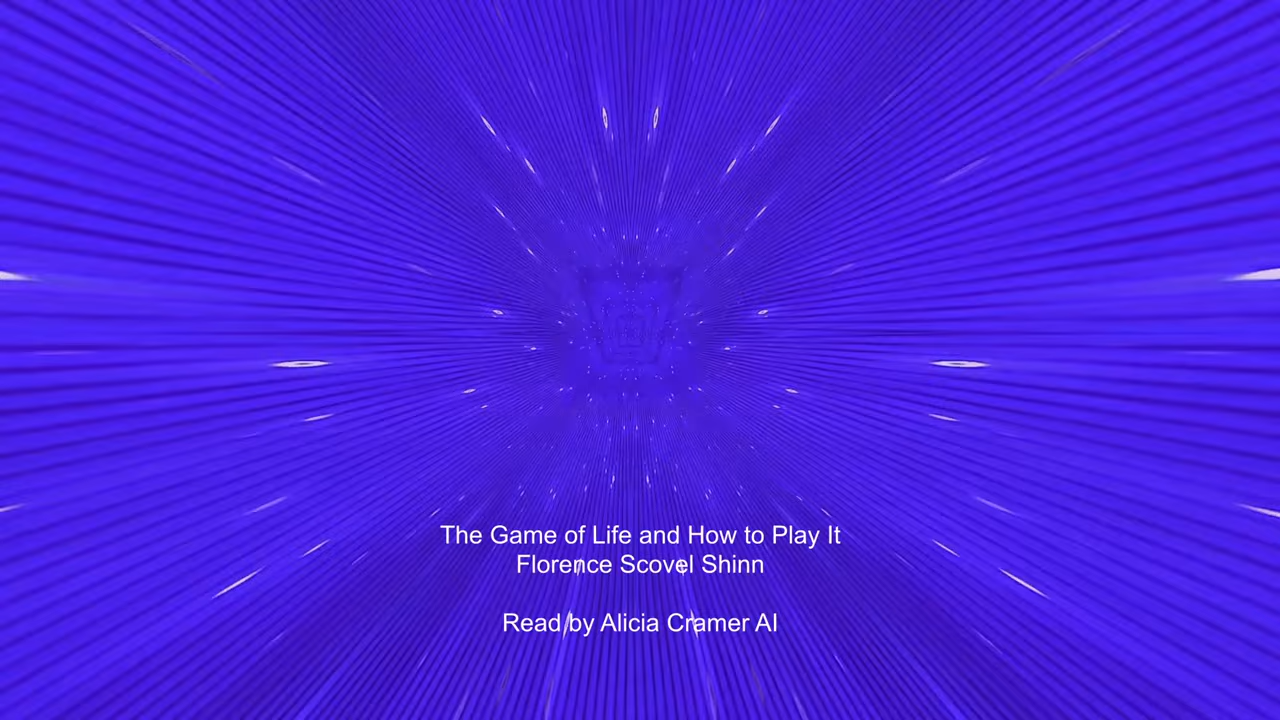 The Game of Life and How to Play It
Florence Scovel Shinn
Read by Alicia Cramer AI